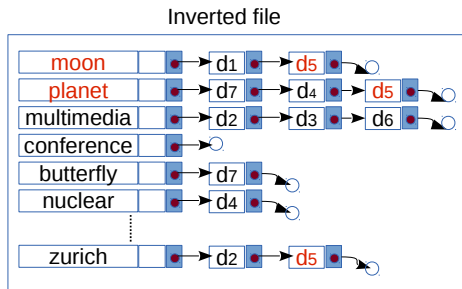 Inverted file
moon d1 d5
planet d7 d4 d5
multimedia d2 d3 d6
conference
butterfly d7
nuclear d4
zurich d2 d5